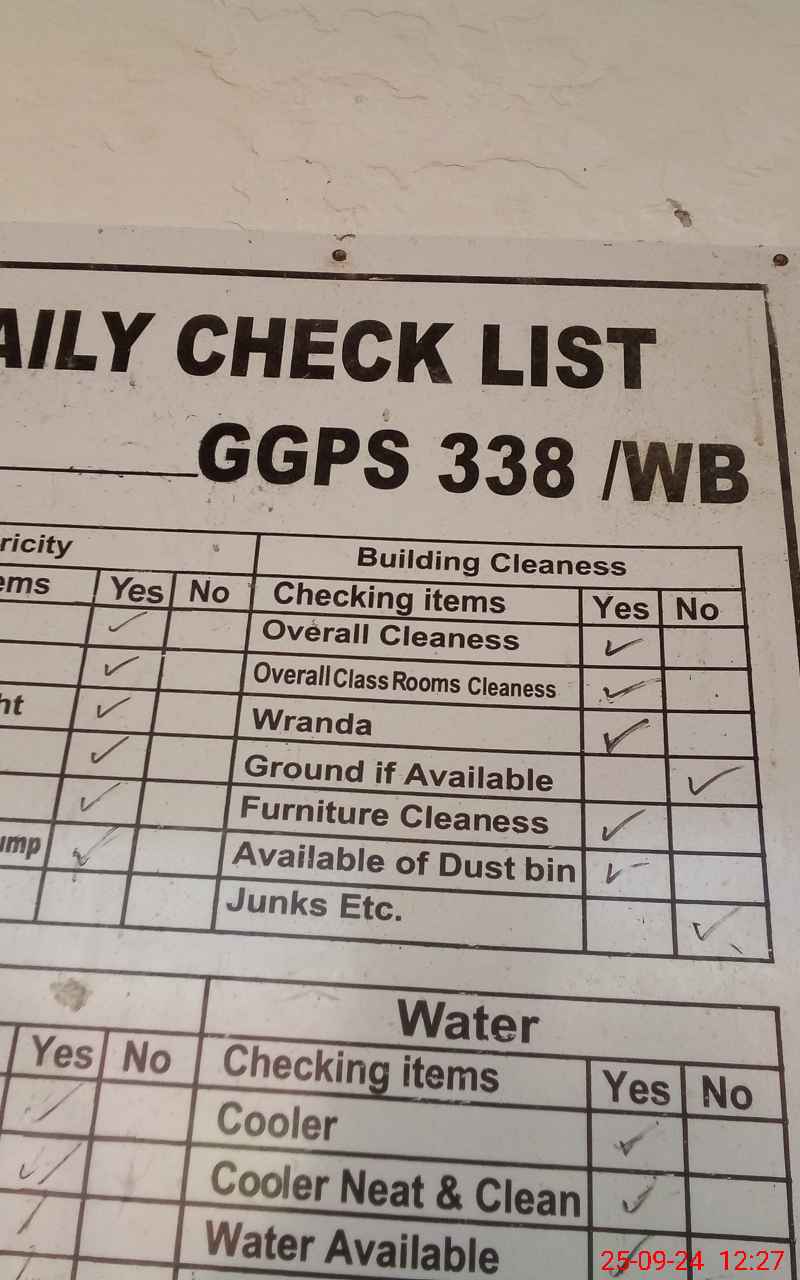 AILY CHECK LIST
GGPS 338 /WB
ricity
ems Yes No
ht
ump
Building Cleaness
Checking items Yes No
Overall Cleaness ✓
Overall Class Rooms Cleaness ✓
Wranda ✓
Ground if Available ✓
Furniture Cleaness ✓
Available of Dust bin ✓
Junks Etc. ✓
Yes No
Water
Checking items Yes No
Cooler ✓
Cooler Neat & Clean ✓
Water Available ✓
25-09-24 12:27